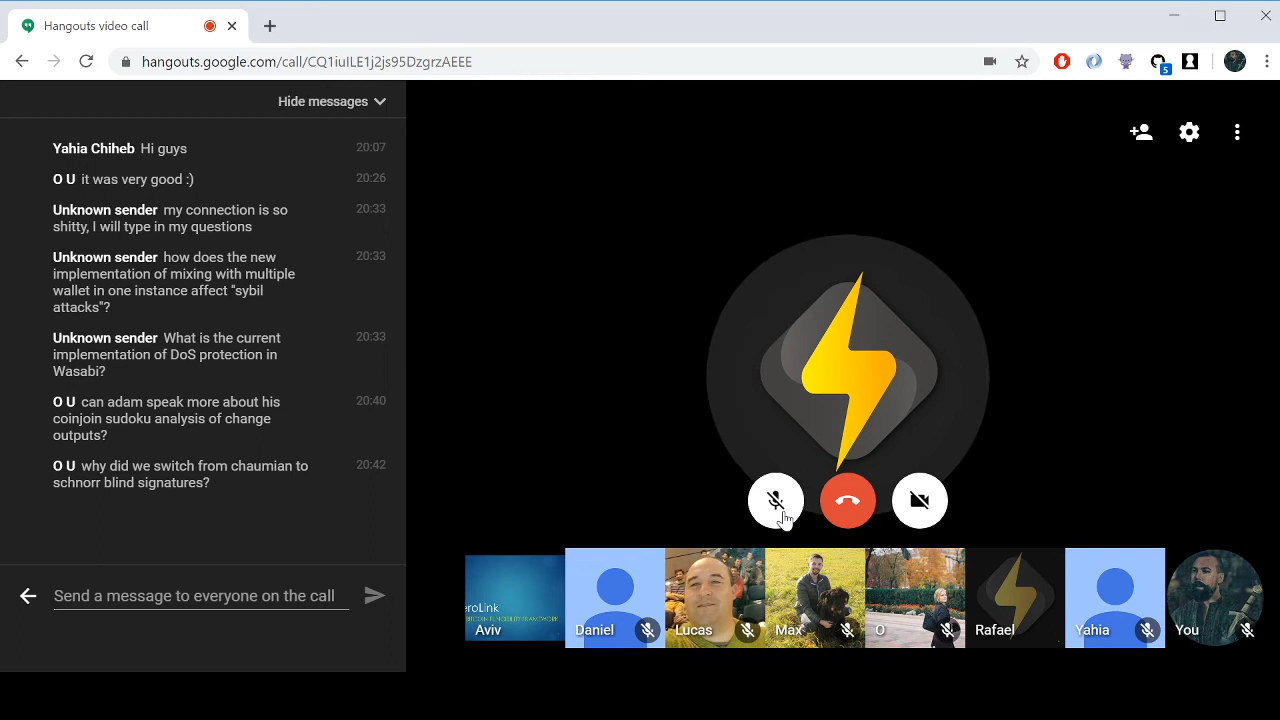 Hangouts video call
hangouts.google.com/call/CQ1iuILE1j2js95DzgrzAEEE
5
Hide messages
Yahia Chiheb Hi guys 20:07
O U it was very good :) 20:26
Unknown sender my connection is so 20:33
shitty, I will type in my questions
Unknown sender how does the new 20:33
implementation of mixing with multiple
wallet in one instance affect "sybil
attacks"?
Unknown sender What is the current 20:33
implementation of DoS protection in
Wasabi?
O U can adam speak more about his 20:40
coinjoin sudoku analysis of change
outputs?
O U why did we switch from chaumian to 20:42
schnorr blind signatures?
Send a message to everyone on the call
eroLink
BITCOIN FUNGIBILITY FRAMEWORK
Aviv
Daniel
Lucas
Max
O
Rafael
Yahia
You